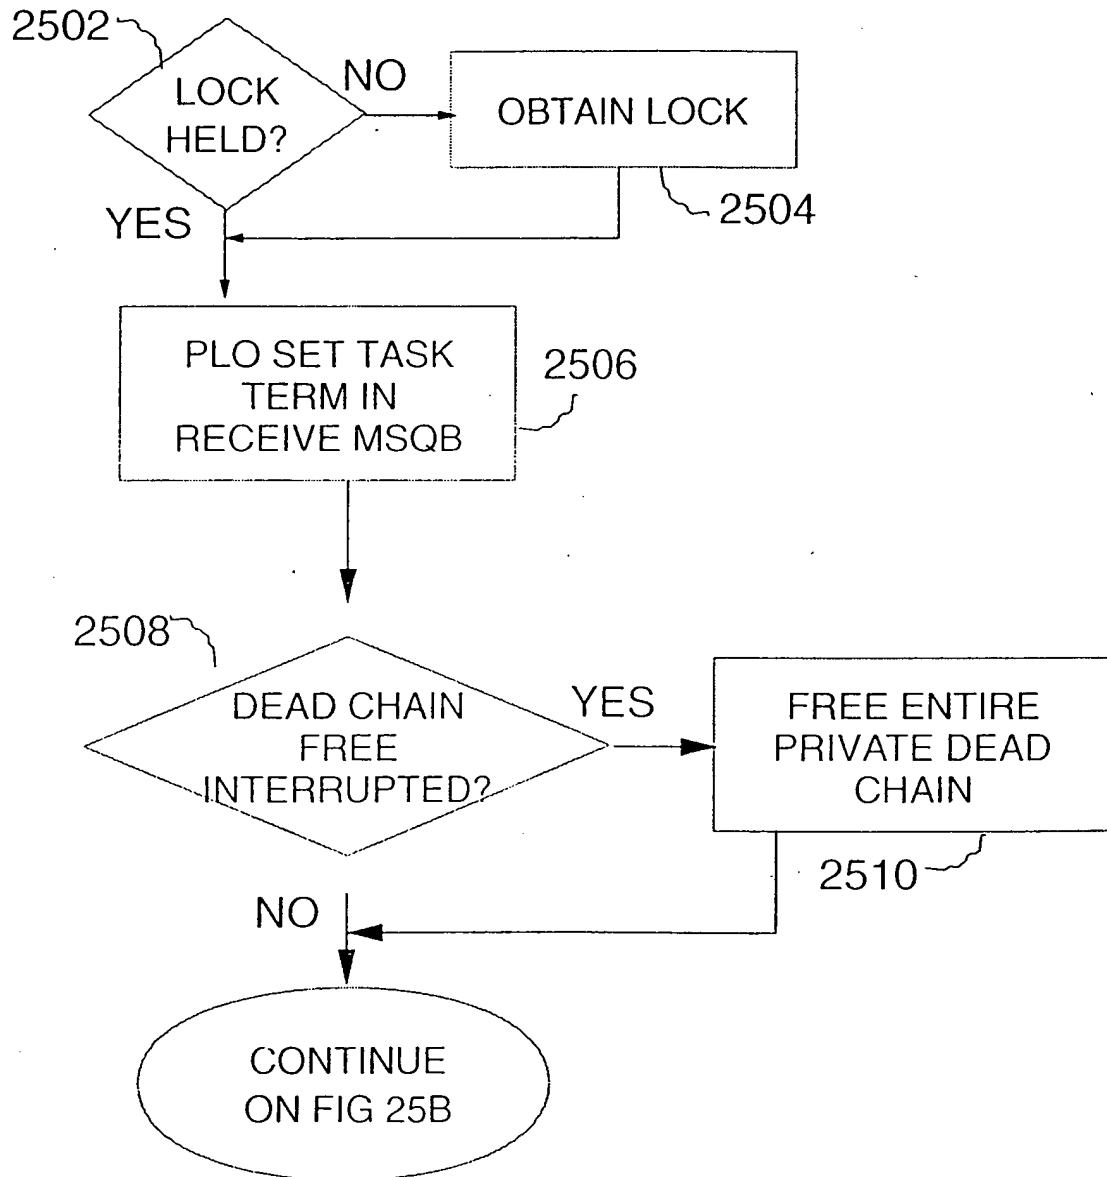 2502
LOCK
HELD?
NO
OBTAIN LOCK
2504
YES
PLO SET TASK
TERM IN
RECEIVE MSQB
2506
2508
DEAD CHAIN
FREE
INTERRUPTED?
YES
FREE ENTIRE
PRIVATE DEAD
CHAIN
2510
NO
CONTINUE
ON FIG 25B